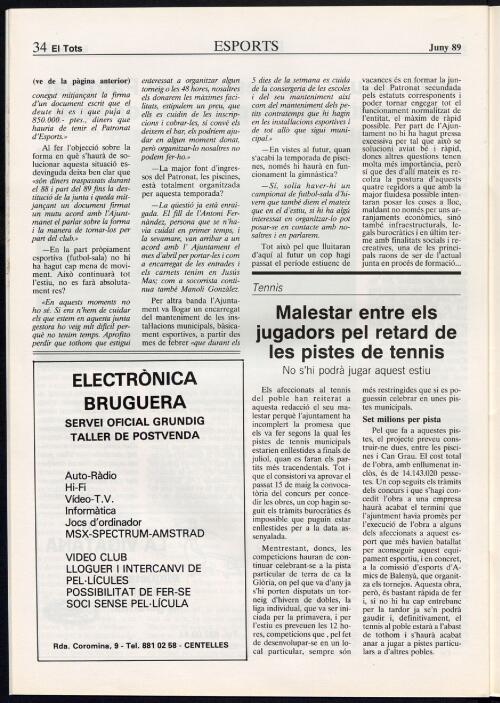 34 El Tots
ESPORTS
Juny 89
(ve de la pàgina anterior)
conegut mitjançant la firma
d'un document escrit que el
deute hi es i que puja a
850.000.- ptes., diners que
hauria de tenir el Patronat
d'Esports.»
Al fer l'objecció sobre la
forma en què s'haurà de so-
lucionar aquesta situació es-
devinguda deixa ben clar que
«són diners traspassats durant
el 88 i part del 89 fins la des-
titució de la junta i queda mit-
jançant un document firmat
un mutu acord amb l'Ajunt-
manet el parlar sobre la forma
i la manera de tornar-los per
part del club.»
—En la part pròpiament
esportiva (futbol-sala) no hi
ha hagut cap mena de movi-
ment. Això continuarà tot
l'estiu, no es farà absoluta-
ment res?
«En aquests moments no
ho sé. Si ens n'hem de cuidar
els que estem en aquesta junta
gestora ho veig mlt difícil per-
què no tenim temps. Aprofito
perdir que tothom que estigui
enteressat a organitzar algun
torneig o les 48 hores, nosaltres
els donarem les màximes faci-
litats, estipulem un preu, que
ells es cuidin de les inscrip-
cions i cobrar-les, si convé els
deixem el bar, els podríem aju-
dar en algun moment donat,
però organitzar-lo nosaltres no
podem fer-ho.»
—La major font d'ingres-
sos del Patronat, les piscines,
està totalment organitzada
per aquesta temporada?
—La qüestió ja està enrui-
gada. El fill de l'Antoni Fer-
nàndez, persona que se n'ha-
via cuidat en primer temps, i
la sevamare, van arribar a un
acord amb l' Ajuntament el
mes d'abril per portar-les i com
a encarregat de les entrades i
els carnets tenim en Jusús
Mas; com a socorrista conti-
nua també Manoli Gonzàlez.
Per altra banda l'Ajunta-
ment va llogar un encarregat
del manteniment de les ins-
tal·lacions municipals, bàsica-
ment esportives, a partir des
mes de febrer «que durant els
5 dies de la setmana es cuida
de la consergeria de les escoles
i del seu manteniment així
com del manteniment dels pe-
tits contratemps que hi hagin
en les instal·lacions esportives i
de tot allò que sigui muni-
cipal.»
—En vistes al futur, quan
s'acabi la temporada de pisci-
nes, només hi haurà en fun-
cionament la gimnàstica?
—Sí, solia haver-hi un
campionat de futbol-sala d'hi-
vern que també diem el mateix
que en el d'estiu, si hi ha algú
interessat en organitzar-lo pot
posar-se en contacte amb no-
saltres i en parlarem.
Tot això pel que lluitaran
d'aquí al futur un cop hagi
passat el període estiuenc de
vacances és en formar la jun-
ta del Patronat secundada
pels estatuts corresponents i
poder tornar engegar tot el
funcionament normalitzat de
l'entitat, el màxim de ràpid
possible. Per part de l'Ajun-
tament no hi ha hagut pressa
excessiva per tal que això se
solucioni aviat bé i ràpid,
doncs altres qüestions tenen
molta més importància, però
sí que des d'allí mateix es re-
colza la postura d'aquests
quatre regidors a que amb la
major fluidesa possible inten-
taran posar les coses a lloc,
maldant no només per uns ar-
ranjaments econòmics, sinó
també infraestructurals, le-
gals burocràtics i en últim ter-
me amb finalitats socials i re-
creatives, una de les princi-
pals raons de ser de l'actual
junta en procés de formació...
Tennis
Malestar entre els
jugadors pel retard de
les pistes de tennis
No s'hi podrà jugar aquest estiu
Els afeccionats al tennis
del poble han reiterat a
aquesta redacció el seu ma-
lestar perquè l'ajuntament ha
incomplert la promesa que
els va fer segons la qual les
pistes de tennis municipals
estarien enllestides a finals de
juliol, quan es faran els par-
tits més tracendentals. Tot i
que el consistori va aprovar el
passat 15 de maig la convoca-
tòria del concurs per conce-
dir les obres, un cop hagin se-
guit els tràmits burocràtics és
impossible que puguin estar
enllestides per a la data as-
senyalada.
Mentrestant, doncs, les
competicions hauran de con-
tinuar celebrant-se a la pista
particular de terra de ca la
Glòria, on pel que va d'any ja
s'hi porten disputats un tor-
neig d'hivern de dobles, la
liga individual, que va ser ini-
ciada per la primavera, i per
l'estiu es preveuen les 12 ho-
res, competicions que , pel fet
de desenvolupar-se en un lo-
cal particular, sempre són
més restringides que si es po-
guessin celebrar en unes pis-
tes municipals.
Set milions per pista
Pel que fa a aquestes pis-
tes, el projecte preveu cons-
truir-ne dues, entre les pisci-
nes i Can Grau. El cost total
de l'obra, amb enllumenat in-
clòs, és de 14.143.020 pesse-
tes. Un cop seguits els tràmits
dels concurs i que s'hagi con-
cedit l'obra a una empresa
haurà acabat el termini que
l'ajuntament havia promès per
l'execució de l'obra a alguns
dels afeccionats a aquest es-
port que més havien batallat
per aconseguir aquest equi-
pament esportiu, i en concret,
a la comissió d'esports d'A-
mics de Balenyà, que organit-
za els tornejos. Aquesta obra,
però, és bastant ràpida de fer
i, si no hi ha cap entrebanc
per la tardor ja se'n podrà
gaudir i, definitivament, el
tennis al poble estarà a l'abast
de tothom i s'haurà acabat
anar a jugar a pistes particu-
lars a d'altres pobles.
ELECTRÒNICA
BRUGUERA
SERVEI OFICIAL GRUNDIG
TALLER DE POSTVENDA
Auto-Ràdio
Hi-Fi
Vídeo-T.V.
Informàtica
Jocs d'ordinador
MSX-SPECTRUM-AMSTRAD
VIDEO CLUB
LLOGUER I INTERCANVI DE
PEL·LÍCULES
POSSIBILITAT DE FER-SE
SOCI SENSE PEL·LÍCULA
Rda. Coromina, 9 - Tel. 881 02 58 - CENTELLES